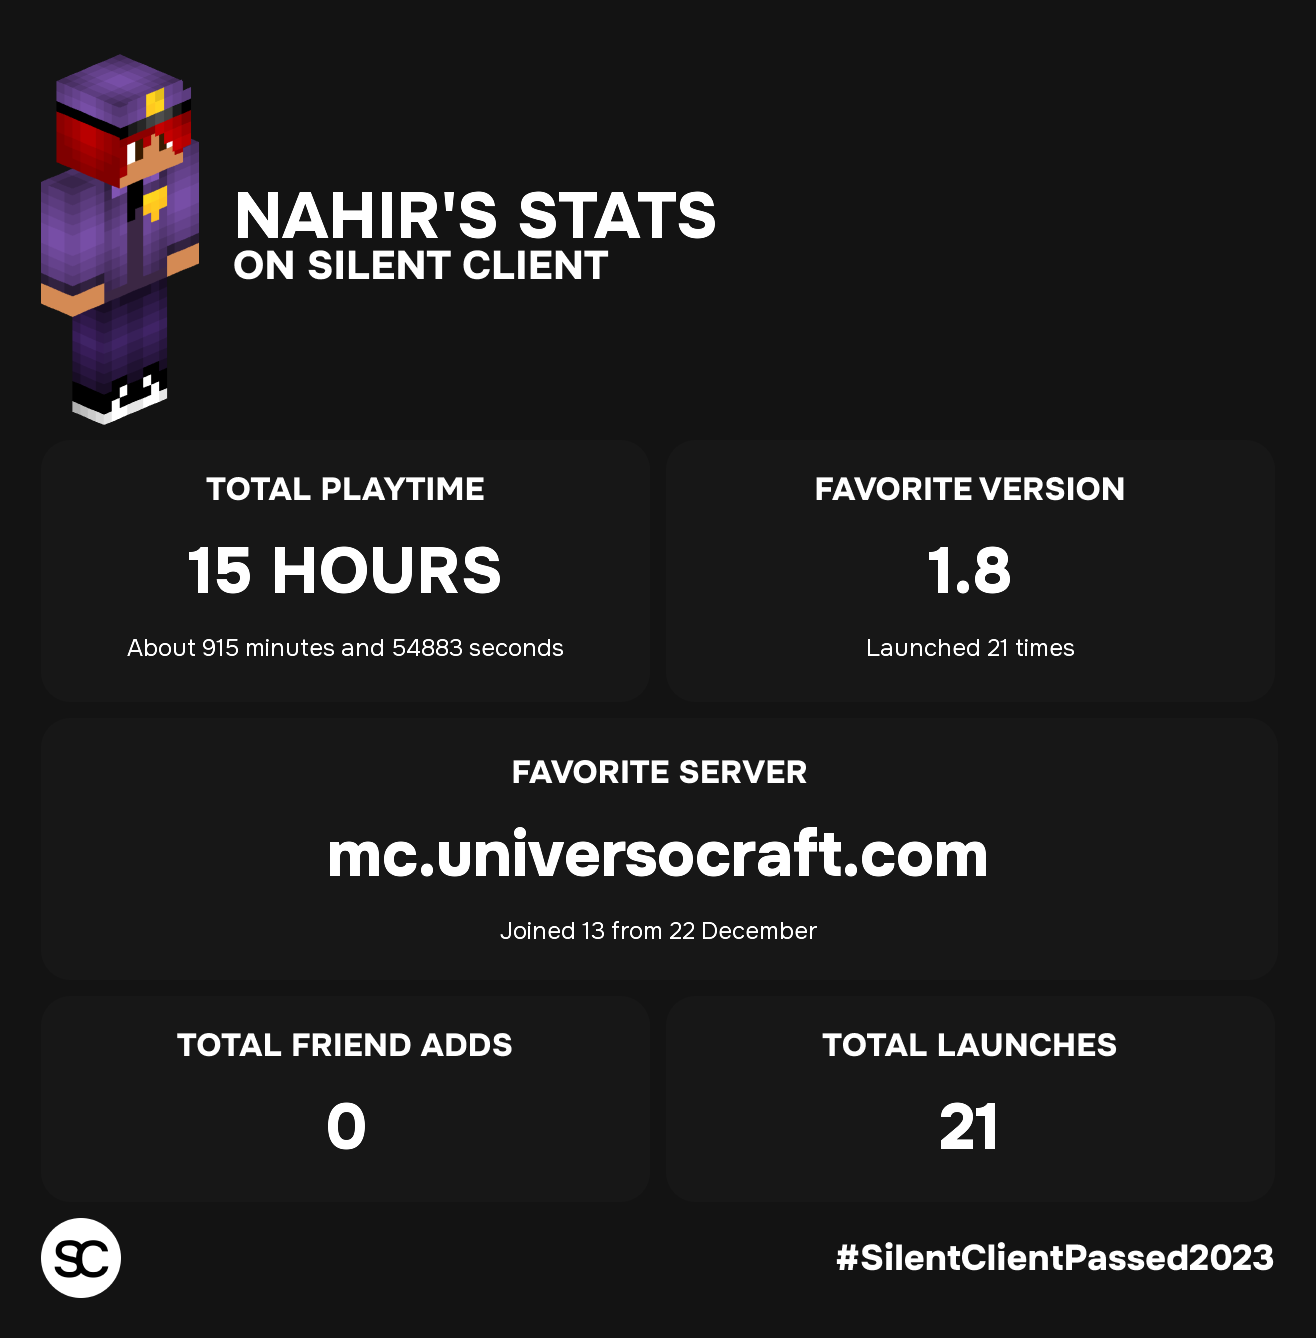 NAHIR'S STATS
ON SILENT CLIENT
TOTAL PLAYTIME
15 HOURS
About 915 minutes and 54883 seconds
FAVORITE VERSION
1.8
Launched 21 times
FAVORITE SERVER
mc.universocraft.com
Joined 13 from 22 December
TOTAL FRIEND ADDS
0
TOTAL LAUNCHES
21
SC
#SilentClientPassed2023